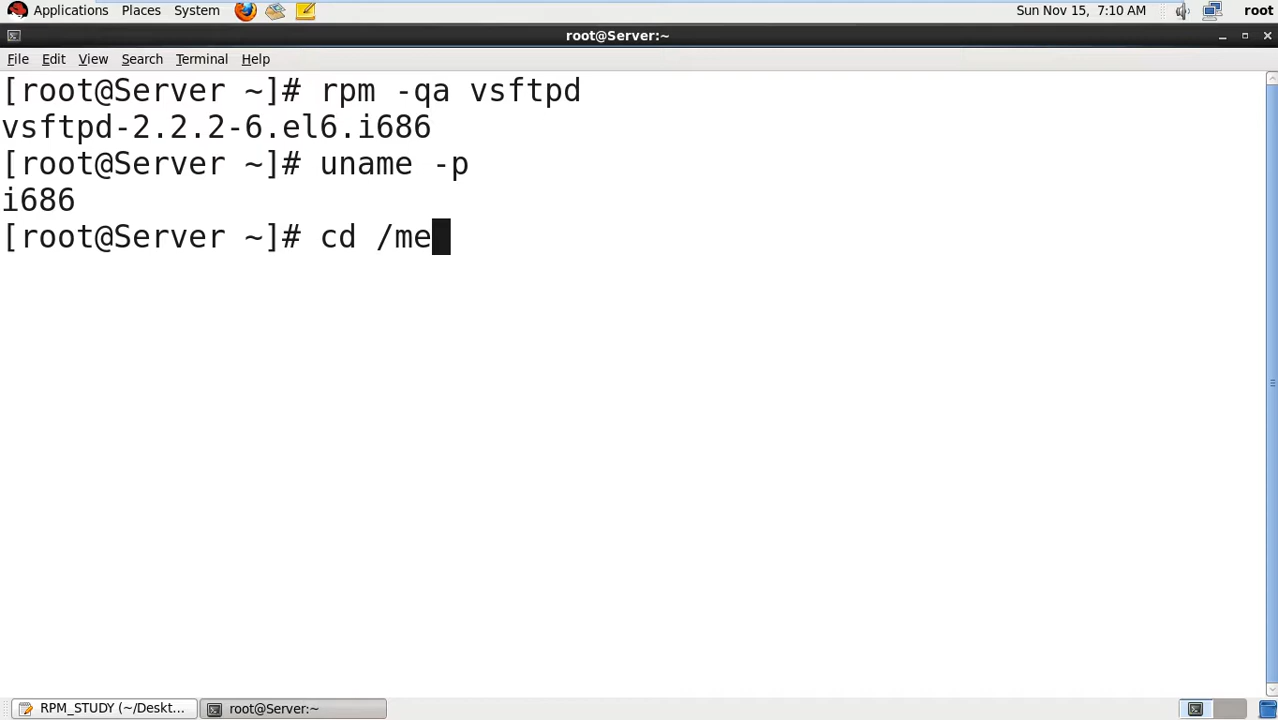 Applications Places System Sun Nov 15, 7:10 AM root
root@Server:~
File Edit View Search Terminal Help
[root@Server ~]# rpm -qa vsftpd
vsftpd-2.2.2-6.el6.i686
[root@Server ~]# uname -p
i686
[root@Server ~]# cd /me
RPM_STUDY (~/Deskt... root@Server:~